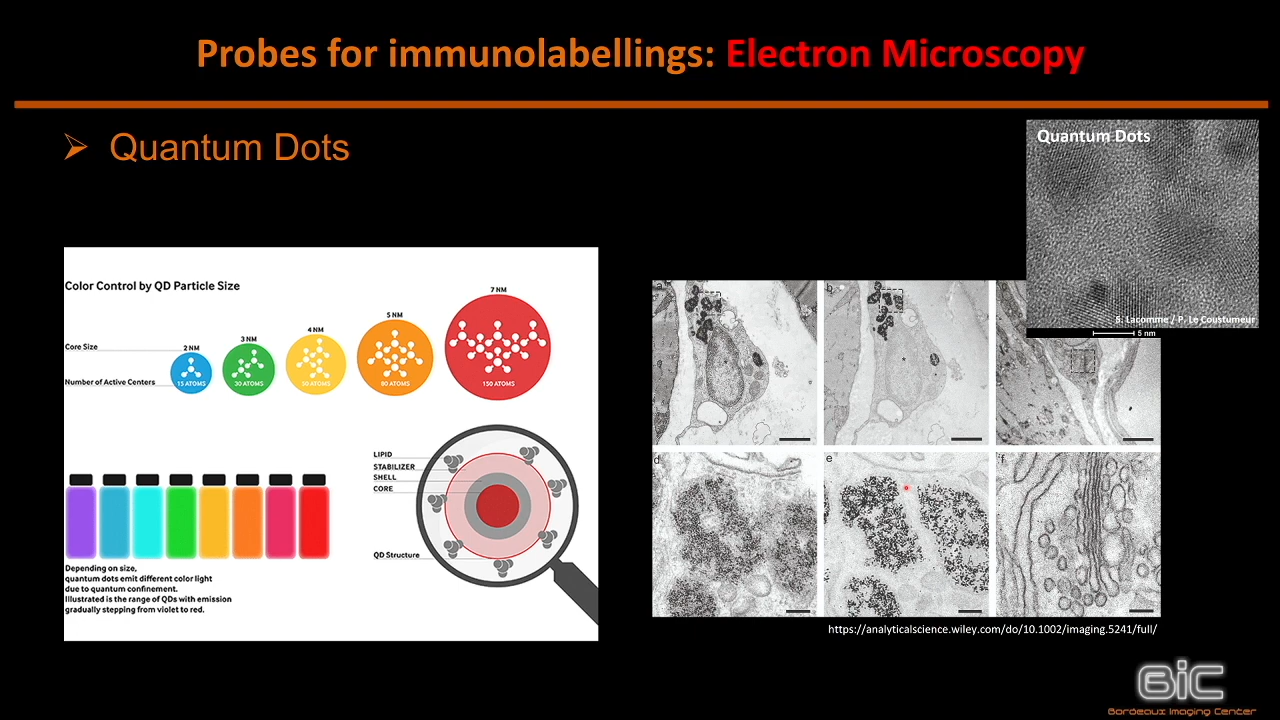 Probes for immunolabellings: Electron Microscopy
Quantum Dots
Quantum Dots
S. Lacomme / P. Le Coustumeur
5 nm
Color Control by QD Particle Size
Core Size
Number of Active Centers
2 NM
3 NM
4 NM
5 NM
7 NM
15 ATOMS
30 ATOMS
50 ATOMS
80 ATOMS
150 ATOMS
LIPID
STABILIZER
SHELL
CORE
QD Structure
Depending on size,
quantum dots emit different color light
due to quantum confinement.
Illustrated is the range of QDs with emission
gradually stepping from violet to red.
a
b
d
e
f
https://analyticalscience.wiley.com/do/10.1002/imaging.5241/full/
BIC
Bordeaux Imaging Center